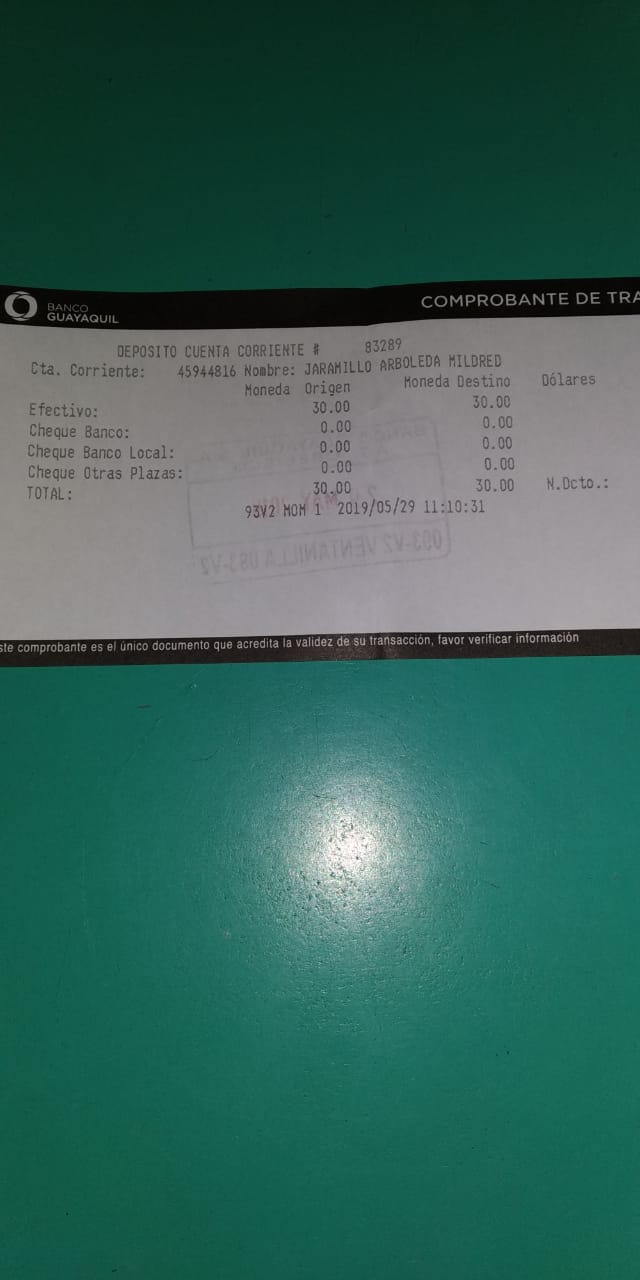 BANCO
GUAYAQUIL
COMPROBANTE DE TRA
DEPOSITO CUENTA CORRIENTE # 83289
Cta. Corriente: 45944816 Nombre: JARAMILLO ARBOLEDA MILDRED
Moneda Origen Moneda Destino Dólares
Efectivo: 30.00 30.00
Cheque Banco: 0.00 0.00
Cheque Banco Local: 0.00 0.00
Cheque Otras Plazas: 0.00 0.00
TOTAL: 30.00 30.00 N.Dcto.:
93V2 MOM 1 2019/05/29 11:10:31
003-V2 VENTANILLA 083-V2
ste comprobante es el único documento que acredita la validez de su transacción, favor verificar información